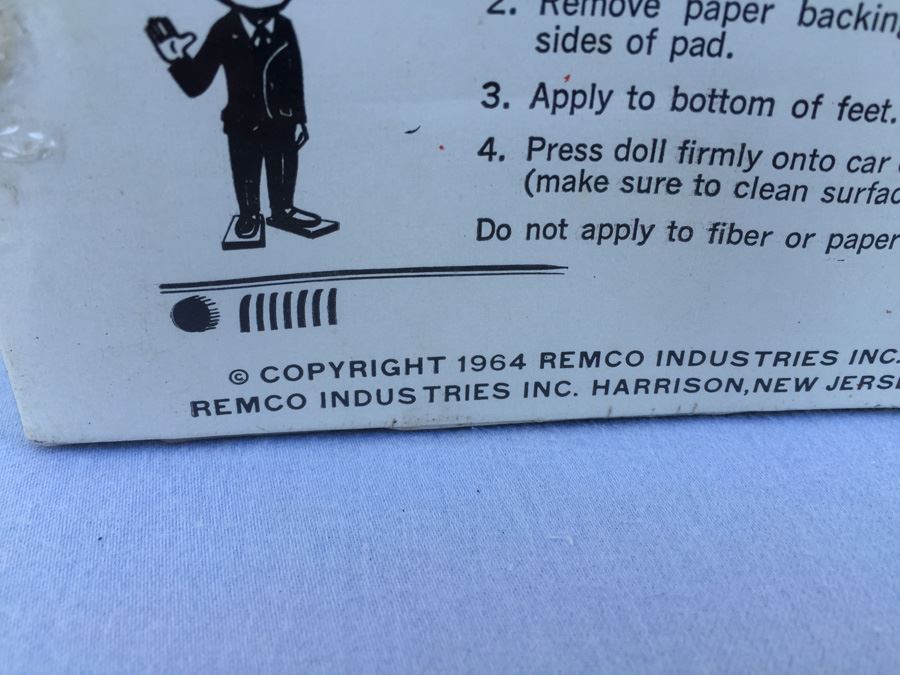 2. Remove paper backing
sides of pad.
3. Apply to bottom of feet.
4. Press doll firmly onto car
(make sure to clean surfac
Do not apply to fiber or paper
© COPYRIGHT 1964 REMCO INDUSTRIES INC.
REMCO INDUSTRIES INC. HARRISON, NEW JERS